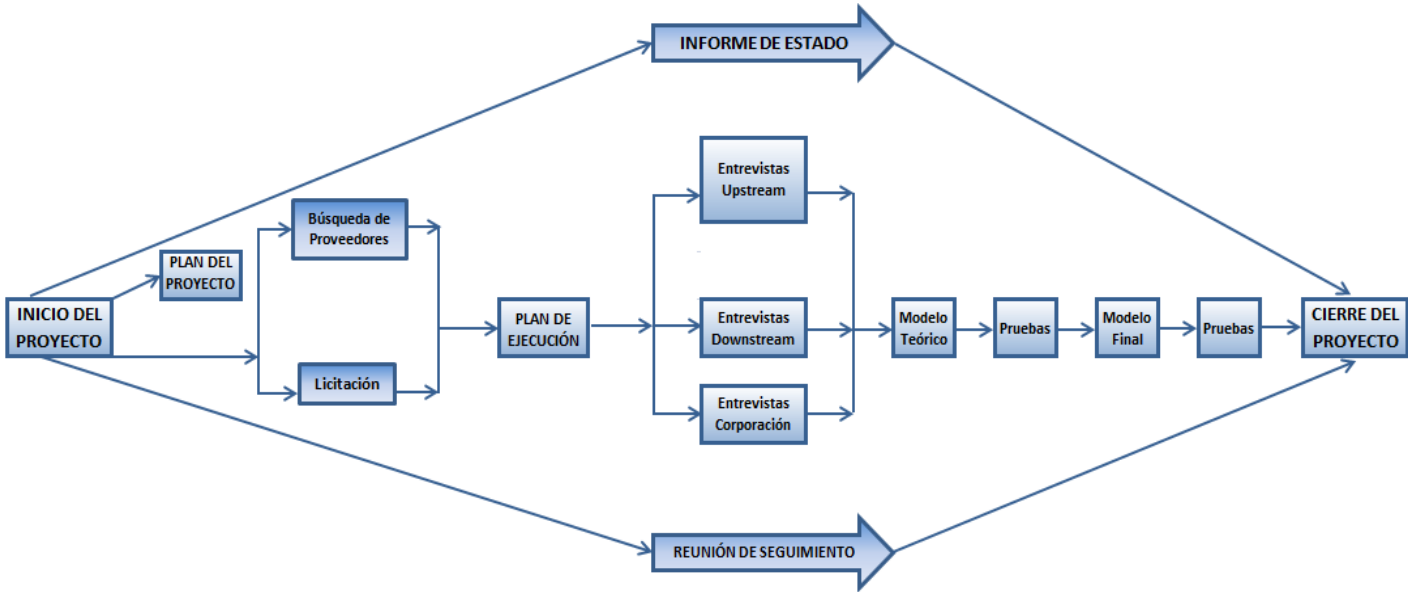 INFORME DE ESTADO
Entrevistas
Upstream
Búsqueda de
Proveedores
PLAN DEL
PROYECTO
INICIO DEL
PROYECTO
PLAN DE
EJECUCIÓN
Entrevistas
Downstream
Modelo
Teórico
Pruebas
Modelo
Final
Pruebas
CIERRE DEL
PROYECTO
Licitación
Entrevistas
Corporación
REUNIÓN DE SEGUIMIENTO